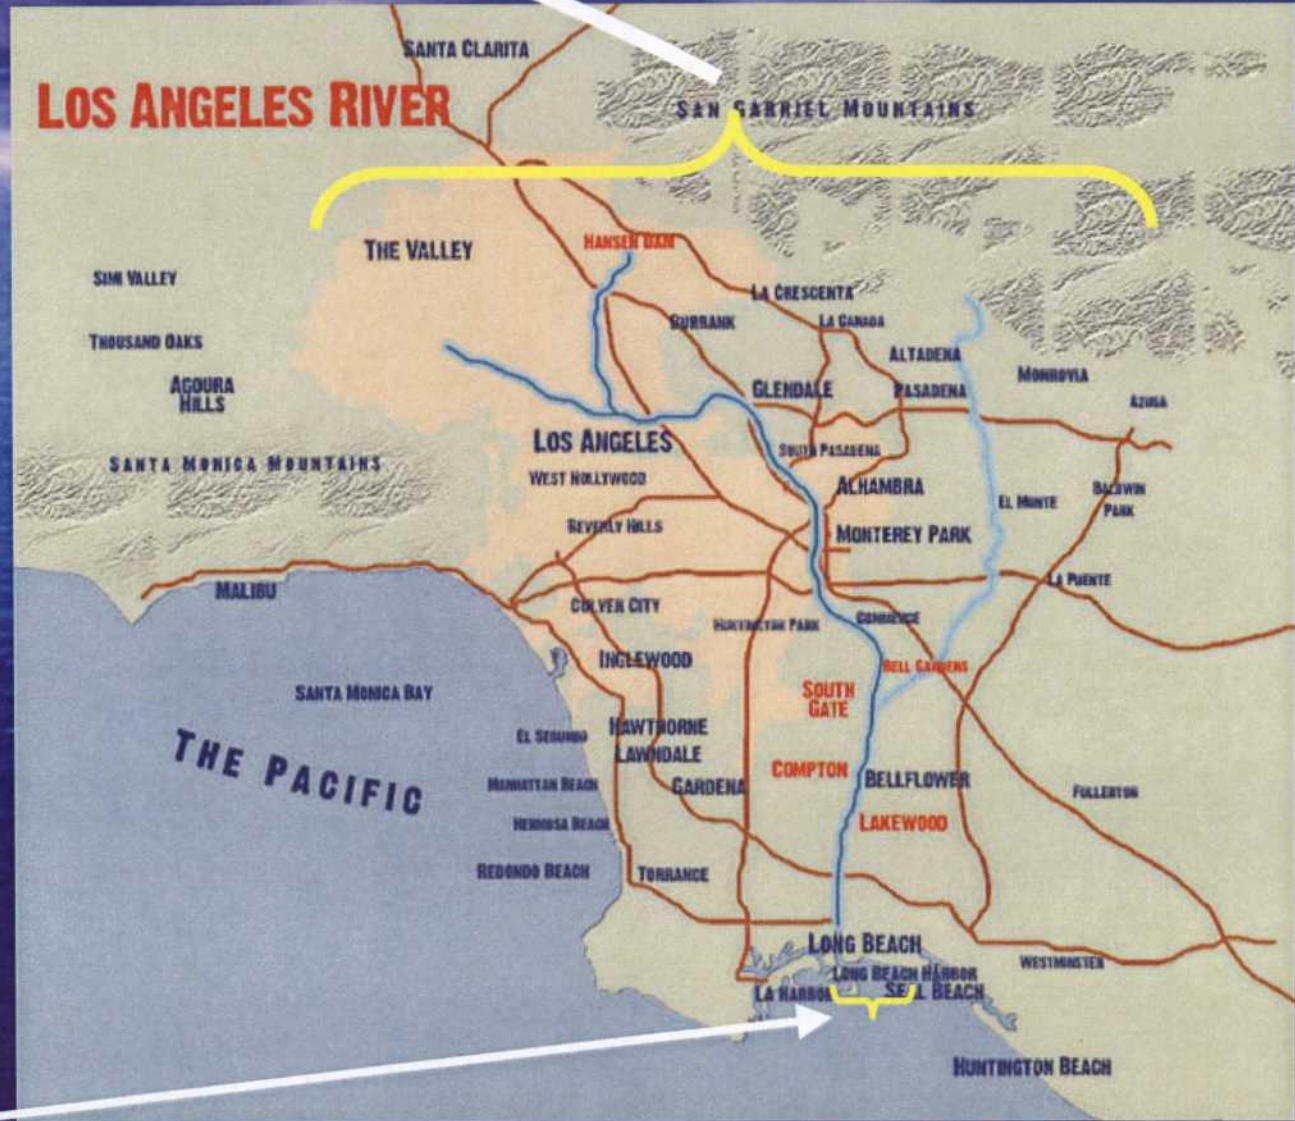 SANTA CLARITA
LOS ANGELES RIVER
SAN GABRIEL MOUNTAINS
THE VALLEY
HANSEN DAM
SIMI VALLEY
LA CRESCENTA
BURBANK
LA CANADA
THOUSAND OAKS
ALTADENA
AGOURA
HILLS
MONROVIA
GLENDALE
PASADENA
AZUSA
LOS ANGELES
SOUTH PASADENA
SANTA MONICA MOUNTAINS
WEST HOLLYWOOD
ALHAMBRA
BALDWIN
PARK
EL MONTE
BEVERLY HILLS
MONTEREY PARK
LA PUENTE
MALIBU
CULVER CITY
COMMERCE
HUNTINGTON PARK
INGLEWOOD
BELL GARDENS
SANTA MONICA BAY
SOUTH
GATE
HAWTHORNE
EL SEGUNDO
LAWNDALE
THE PACIFIC
COMPTON
BELLFLOWER
MANHATTAN BEACH
GARDENA
FULLERTON
HERMOSA BEACH
LAKEWOOD
REDONDO BEACH
TORRANCE
LONG BEACH
WESTMINSTER
LONG BEACH HARBOR
LA HARBOR
SEAL BEACH
HUNTINGTON BEACH